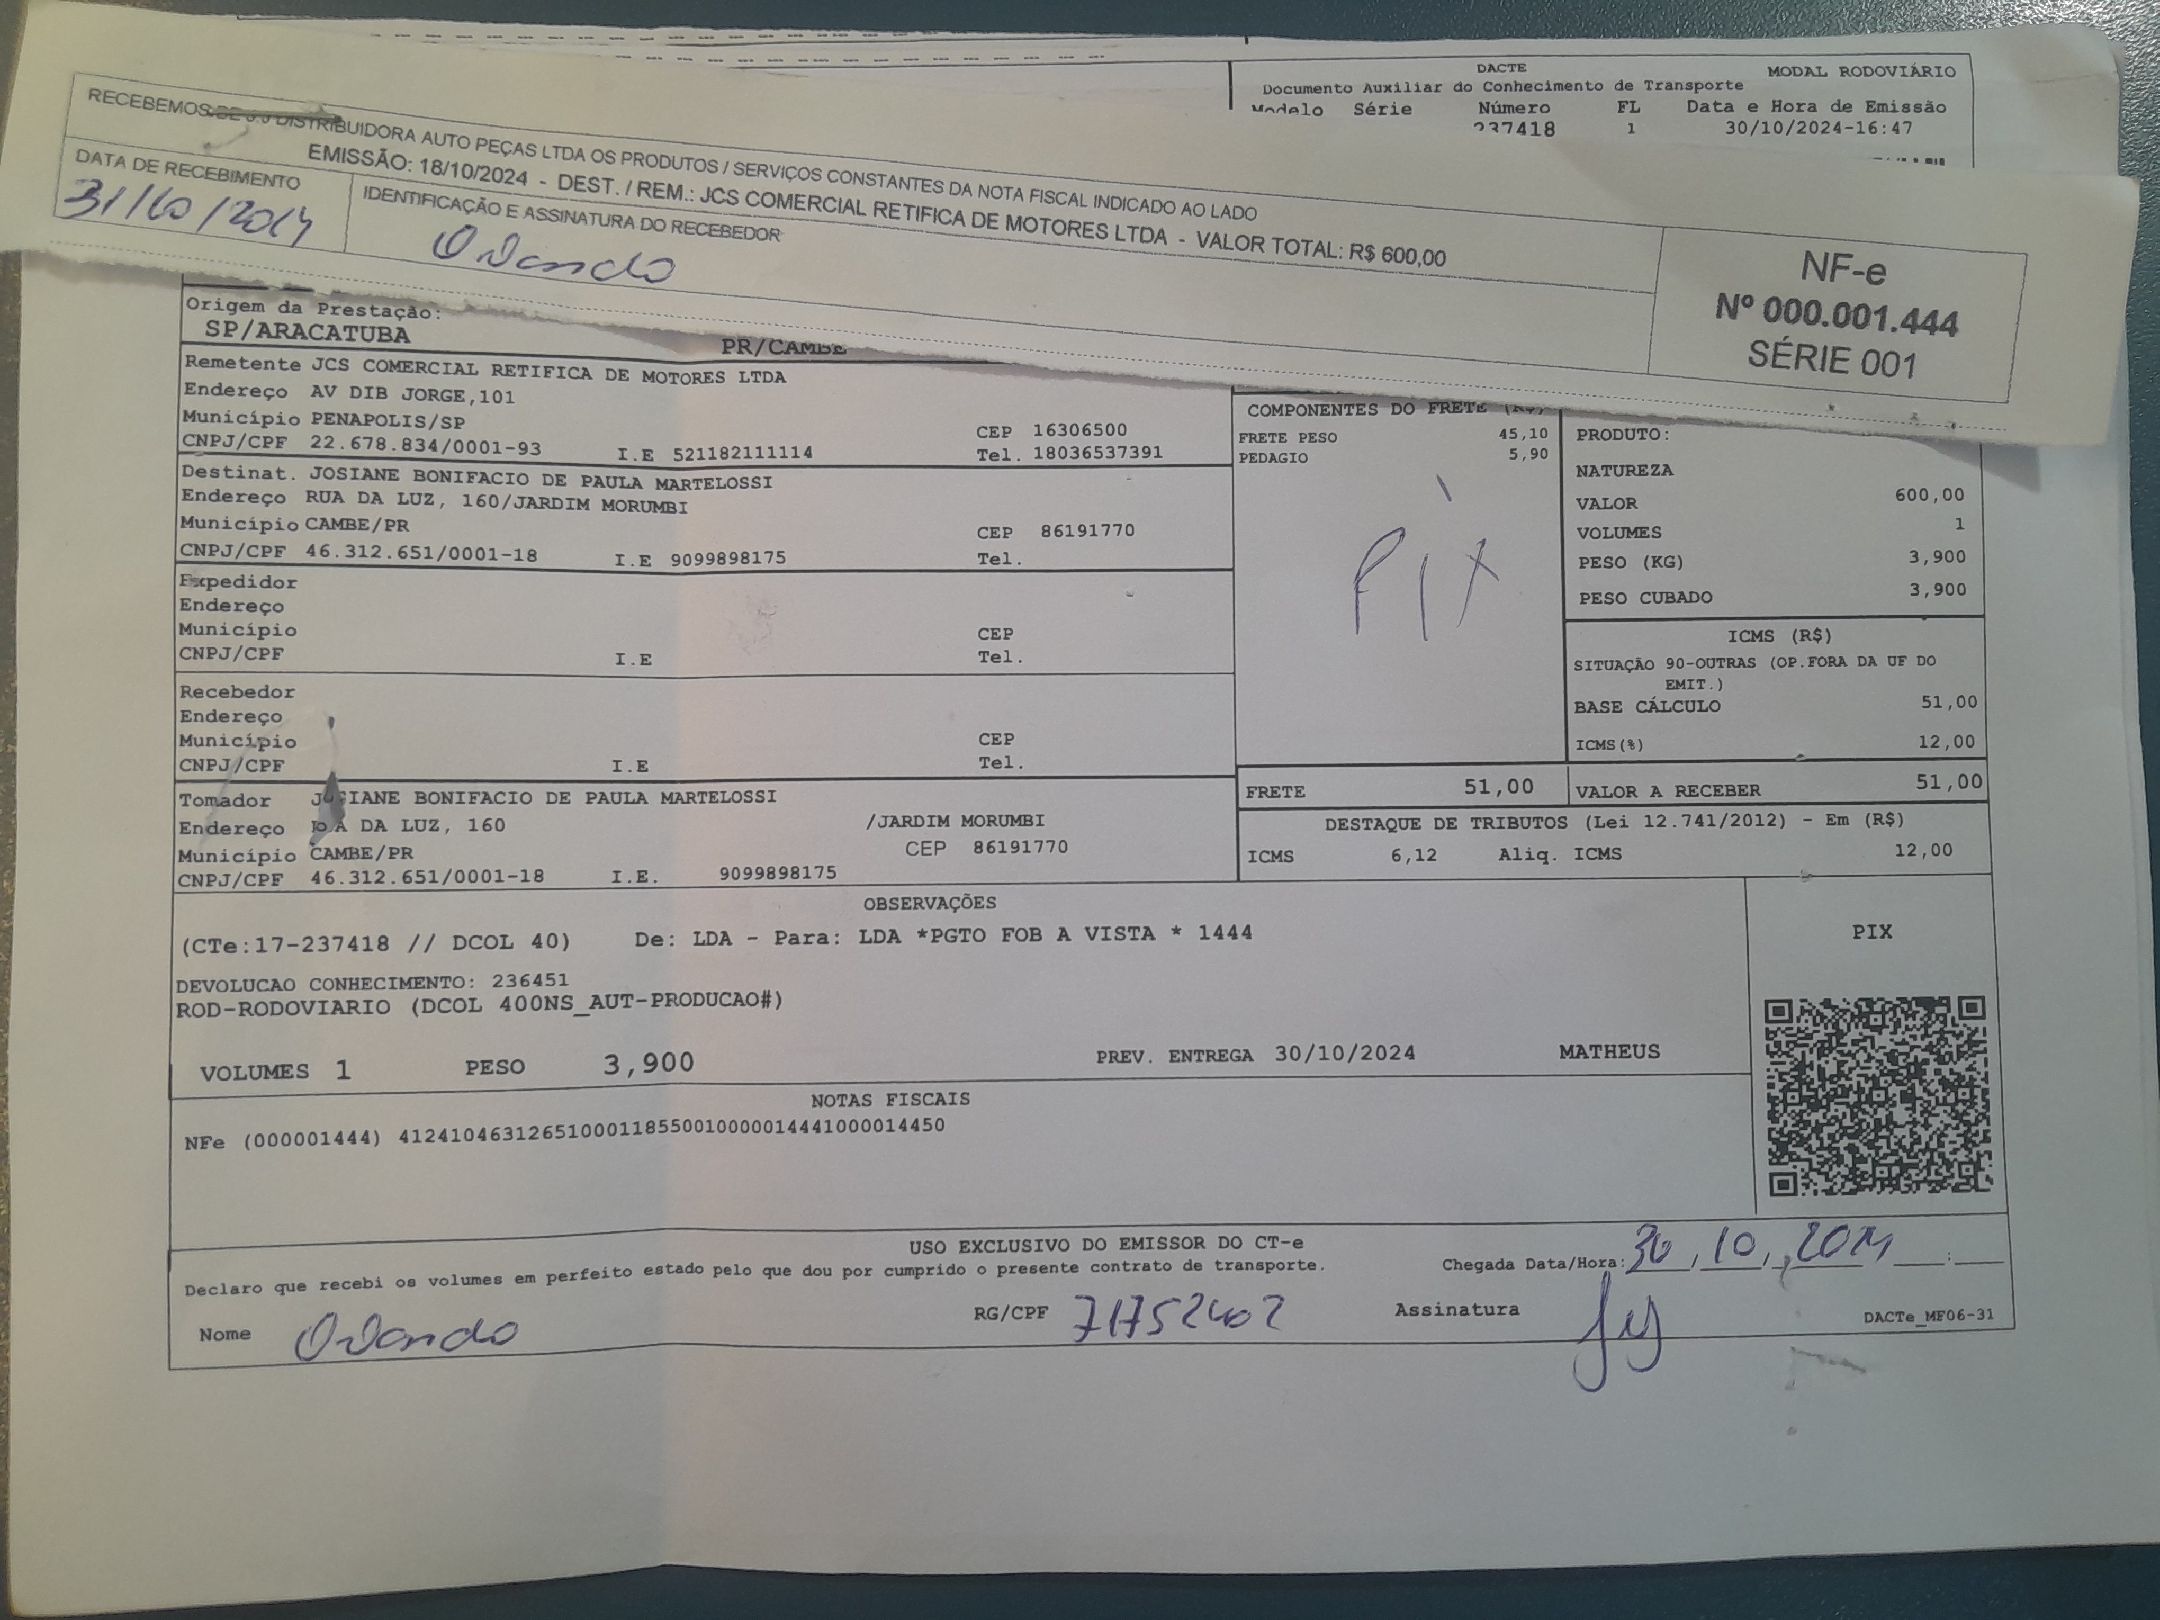 DACTE
MODAL RODOVIÁRIO
Documento Auxiliar do Conhecimento de Transporte
Modelo Série Número FL Data e Hora de Emissão
237418 1 30/10/2024-16:47
RECEBEMOS DE J.J DISTRIBUIDORA AUTO PEÇAS LTDA OS PRODUTOS / SERVIÇOS CONSTANTES DA NOTA FISCAL INDICADO AO LADO
EMISSÃO: 18/10/2024 - DEST. / REM.: JCS COMERCIAL RETIFICA DE MOTORES LTDA - VALOR TOTAL: R$ 600,00
DATA DE RECEBIMENTO
31/10/2014
IDENTIFICAÇÃO E ASSINATURA DO RECEBEDOR
Orlando
NF-e
Nº 000.001.444
SÉRIE 001
Origem da Prestação:
SP/ARACATUBA
PR/CAMBE
Remetente JCS COMERCIAL RETIFICA DE MOTORES LTDA
Endereço AV DIB JORGE,101
Município PENAPOLIS/SP CEP 16306500
CNPJ/CPF 22.678.834/0001-93 I.E 521182111114 Tel. 18036537391
Destinat. JOSIANE BONIFACIO DE PAULA MARTELOSSI
Endereço RUA DA LUZ, 160/JARDIM MORUMBI
Município CAMBE/PR CEP 86191770
CNPJ/CPF 46.312.651/0001-18 I.E 9099898175 Tel.
Expedidor
Endereço
Município CEP
CNPJ/CPF I.E Tel.
Recebedor
Endereço
Município CEP
CNPJ/CPF I.E Tel.
Tomador JOSIANE BONIFACIO DE PAULA MARTELOSSI
Endereço RUA DA LUZ, 160 /JARDIM MORUMBI
Município CAMBE/PR CEP 86191770
CNPJ/CPF 46.312.651/0001-18 I.E. 9099898175
COMPONENTES DO FRETE (R$)
FRETE PESO 45,10
PEDAGIO 5,90
PIX
PRODUTO:
NATUREZA
VALOR 600,00
VOLUMES 1
PESO (KG) 3,900
PESO CUBADO 3,900
ICMS (R$)
SITUAÇÃO 90-OUTRAS (OP.FORA DA UF DO
EMIT.)
BASE CÁLCULO 51,00
ICMS(%) 12,00
FRETE 51,00 VALOR A RECEBER 51,00
DESTAQUE DE TRIBUTOS (Lei 12.741/2012) - Em (R$)
ICMS 6,12 Aliq. ICMS 12,00
OBSERVAÇÕES
(CTe:17-237418 // DCOL 40) De: LDA - Para: LDA *PGTO FOB A VISTA * 1444
DEVOLUCAO CONHECIMENTO: 236451
ROD-RODOVIARIO (DCOL 400NS_AUT-PRODUCAO#)
VOLUMES 1 PESO 3,900 PREV. ENTREGA 30/10/2024 MATHEUS
PIX
NOTAS FISCAIS
NFe (000001444) 41241046312651000118550010000014441000014450
USO EXCLUSIVO DO EMISSOR DO CT-e
Declaro que recebi os volumes em perfeito estado pelo que dou por cumprido o presente contrato de transporte.
Chegada Data/Hora: 30/10/2014 :
Nome Orlando RG/CPF 71752402 Assinatura
DACTe_MF06-31